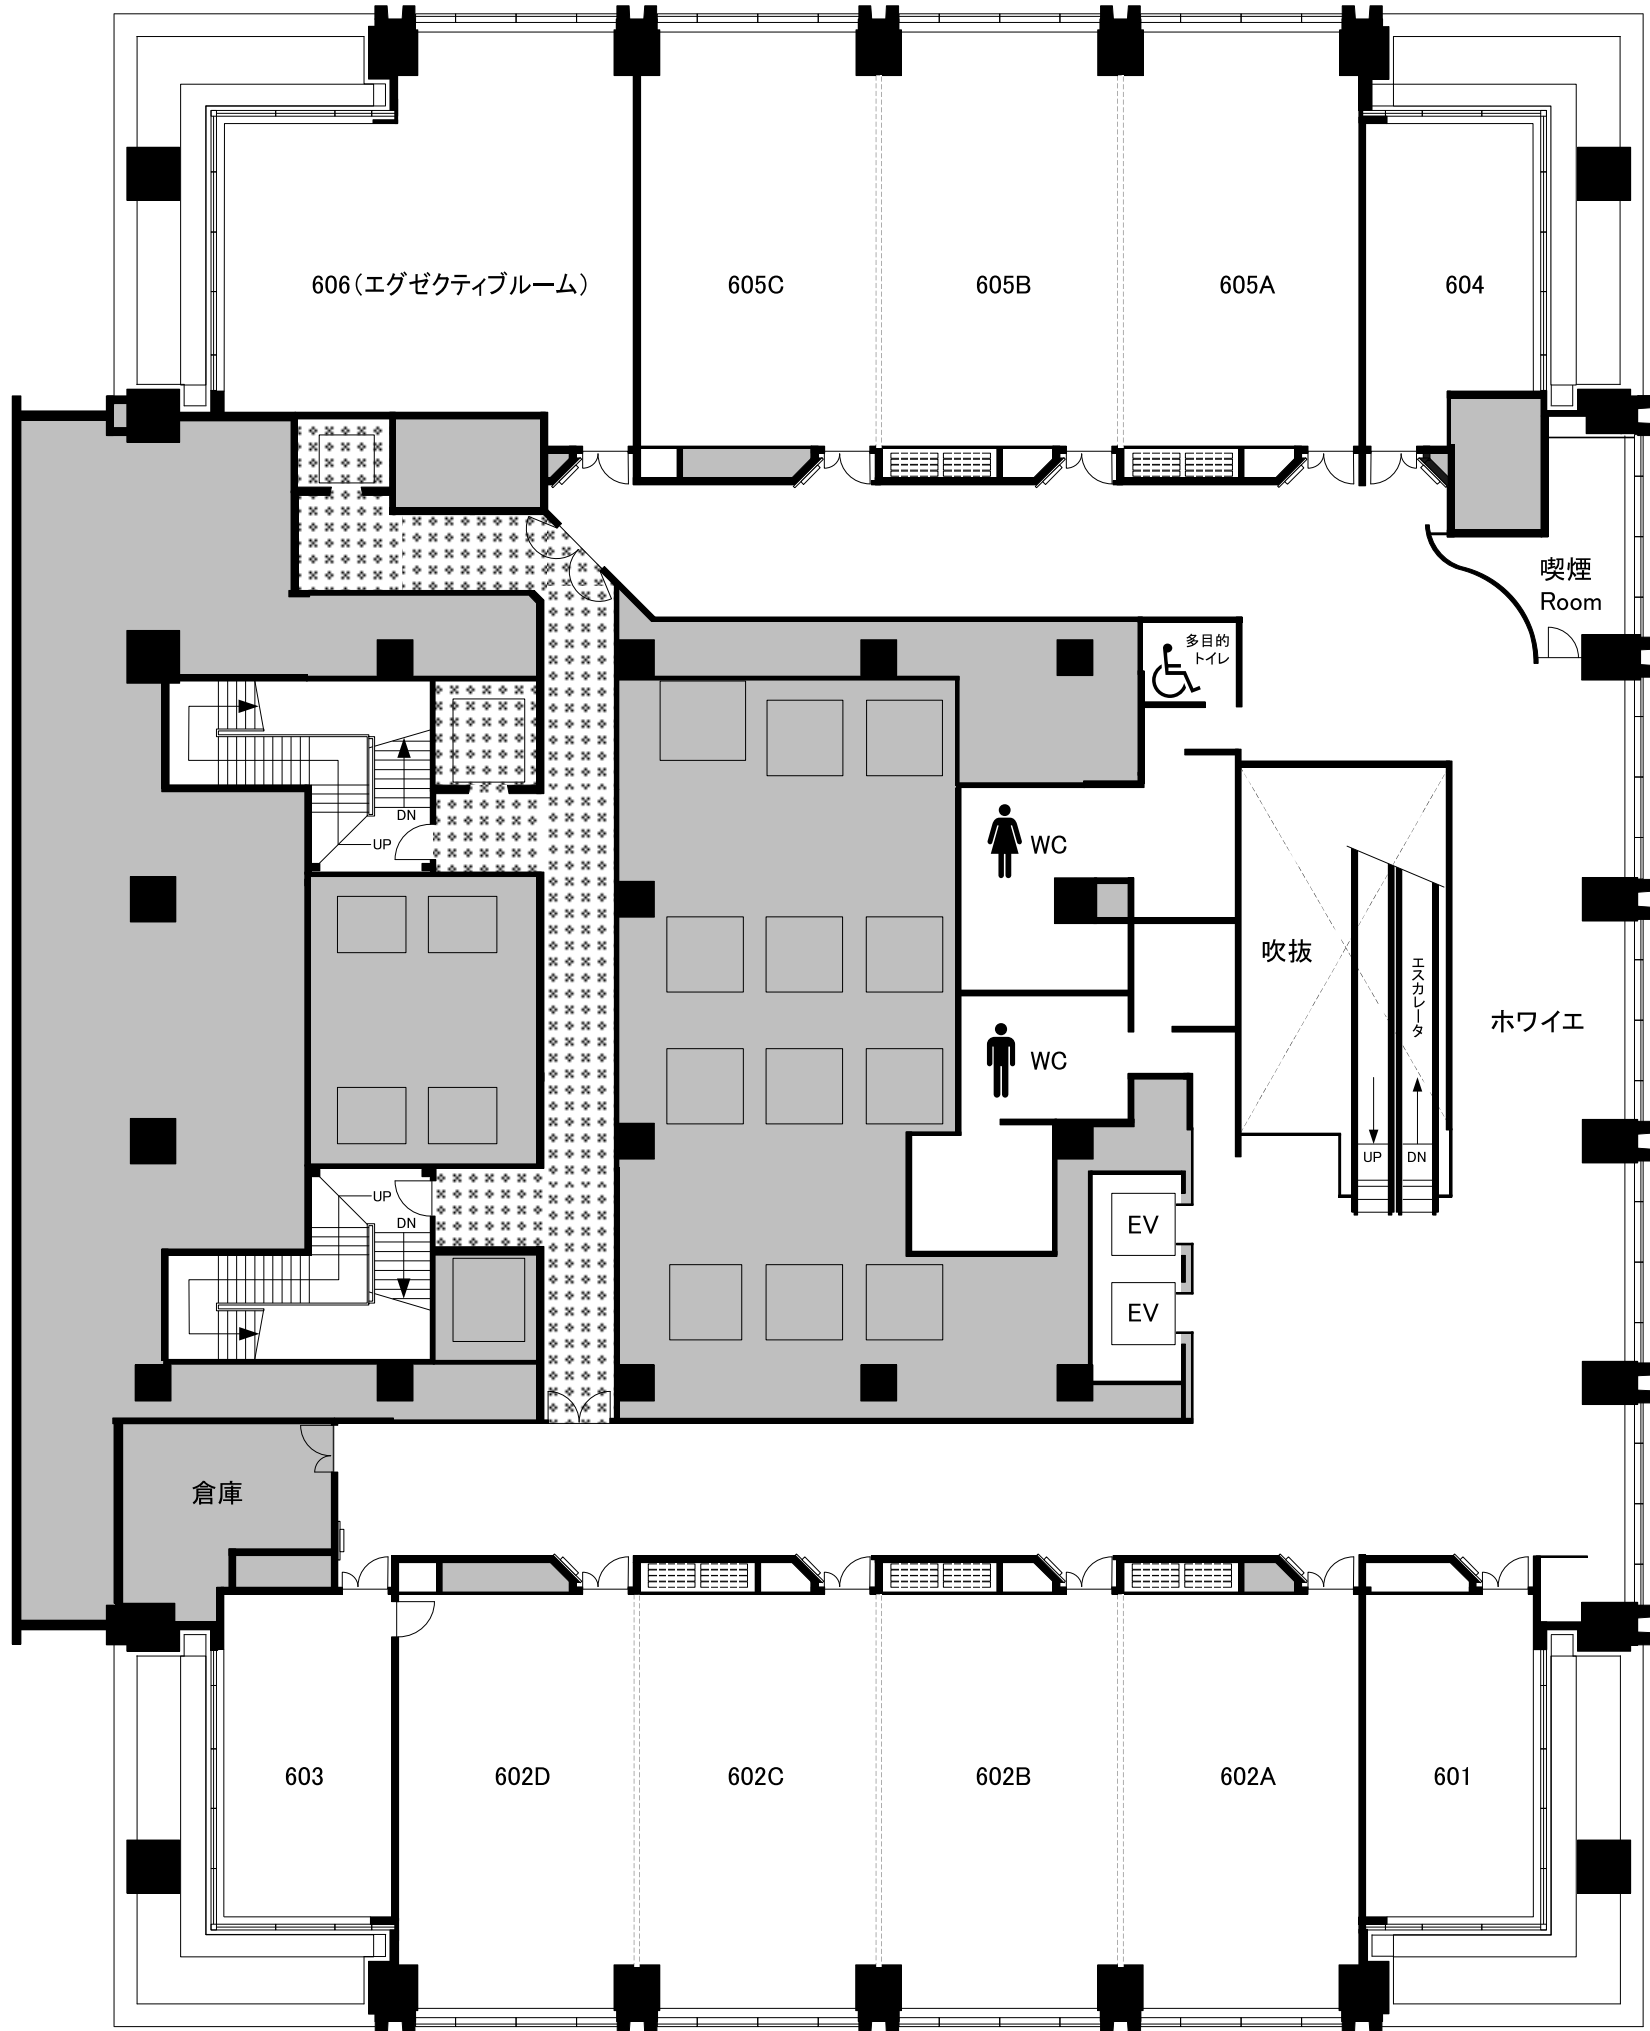 606(エグゼクティブルーム)
605C
605B
605A
604
喫煙
Room
多目的
トイレ
DN
UP
WC
吹抜
エスカレータ
ホワイエ
WC
UP
DN
UP
DN
EV
EV
倉庫
603
602D
602C
602B
602A
601